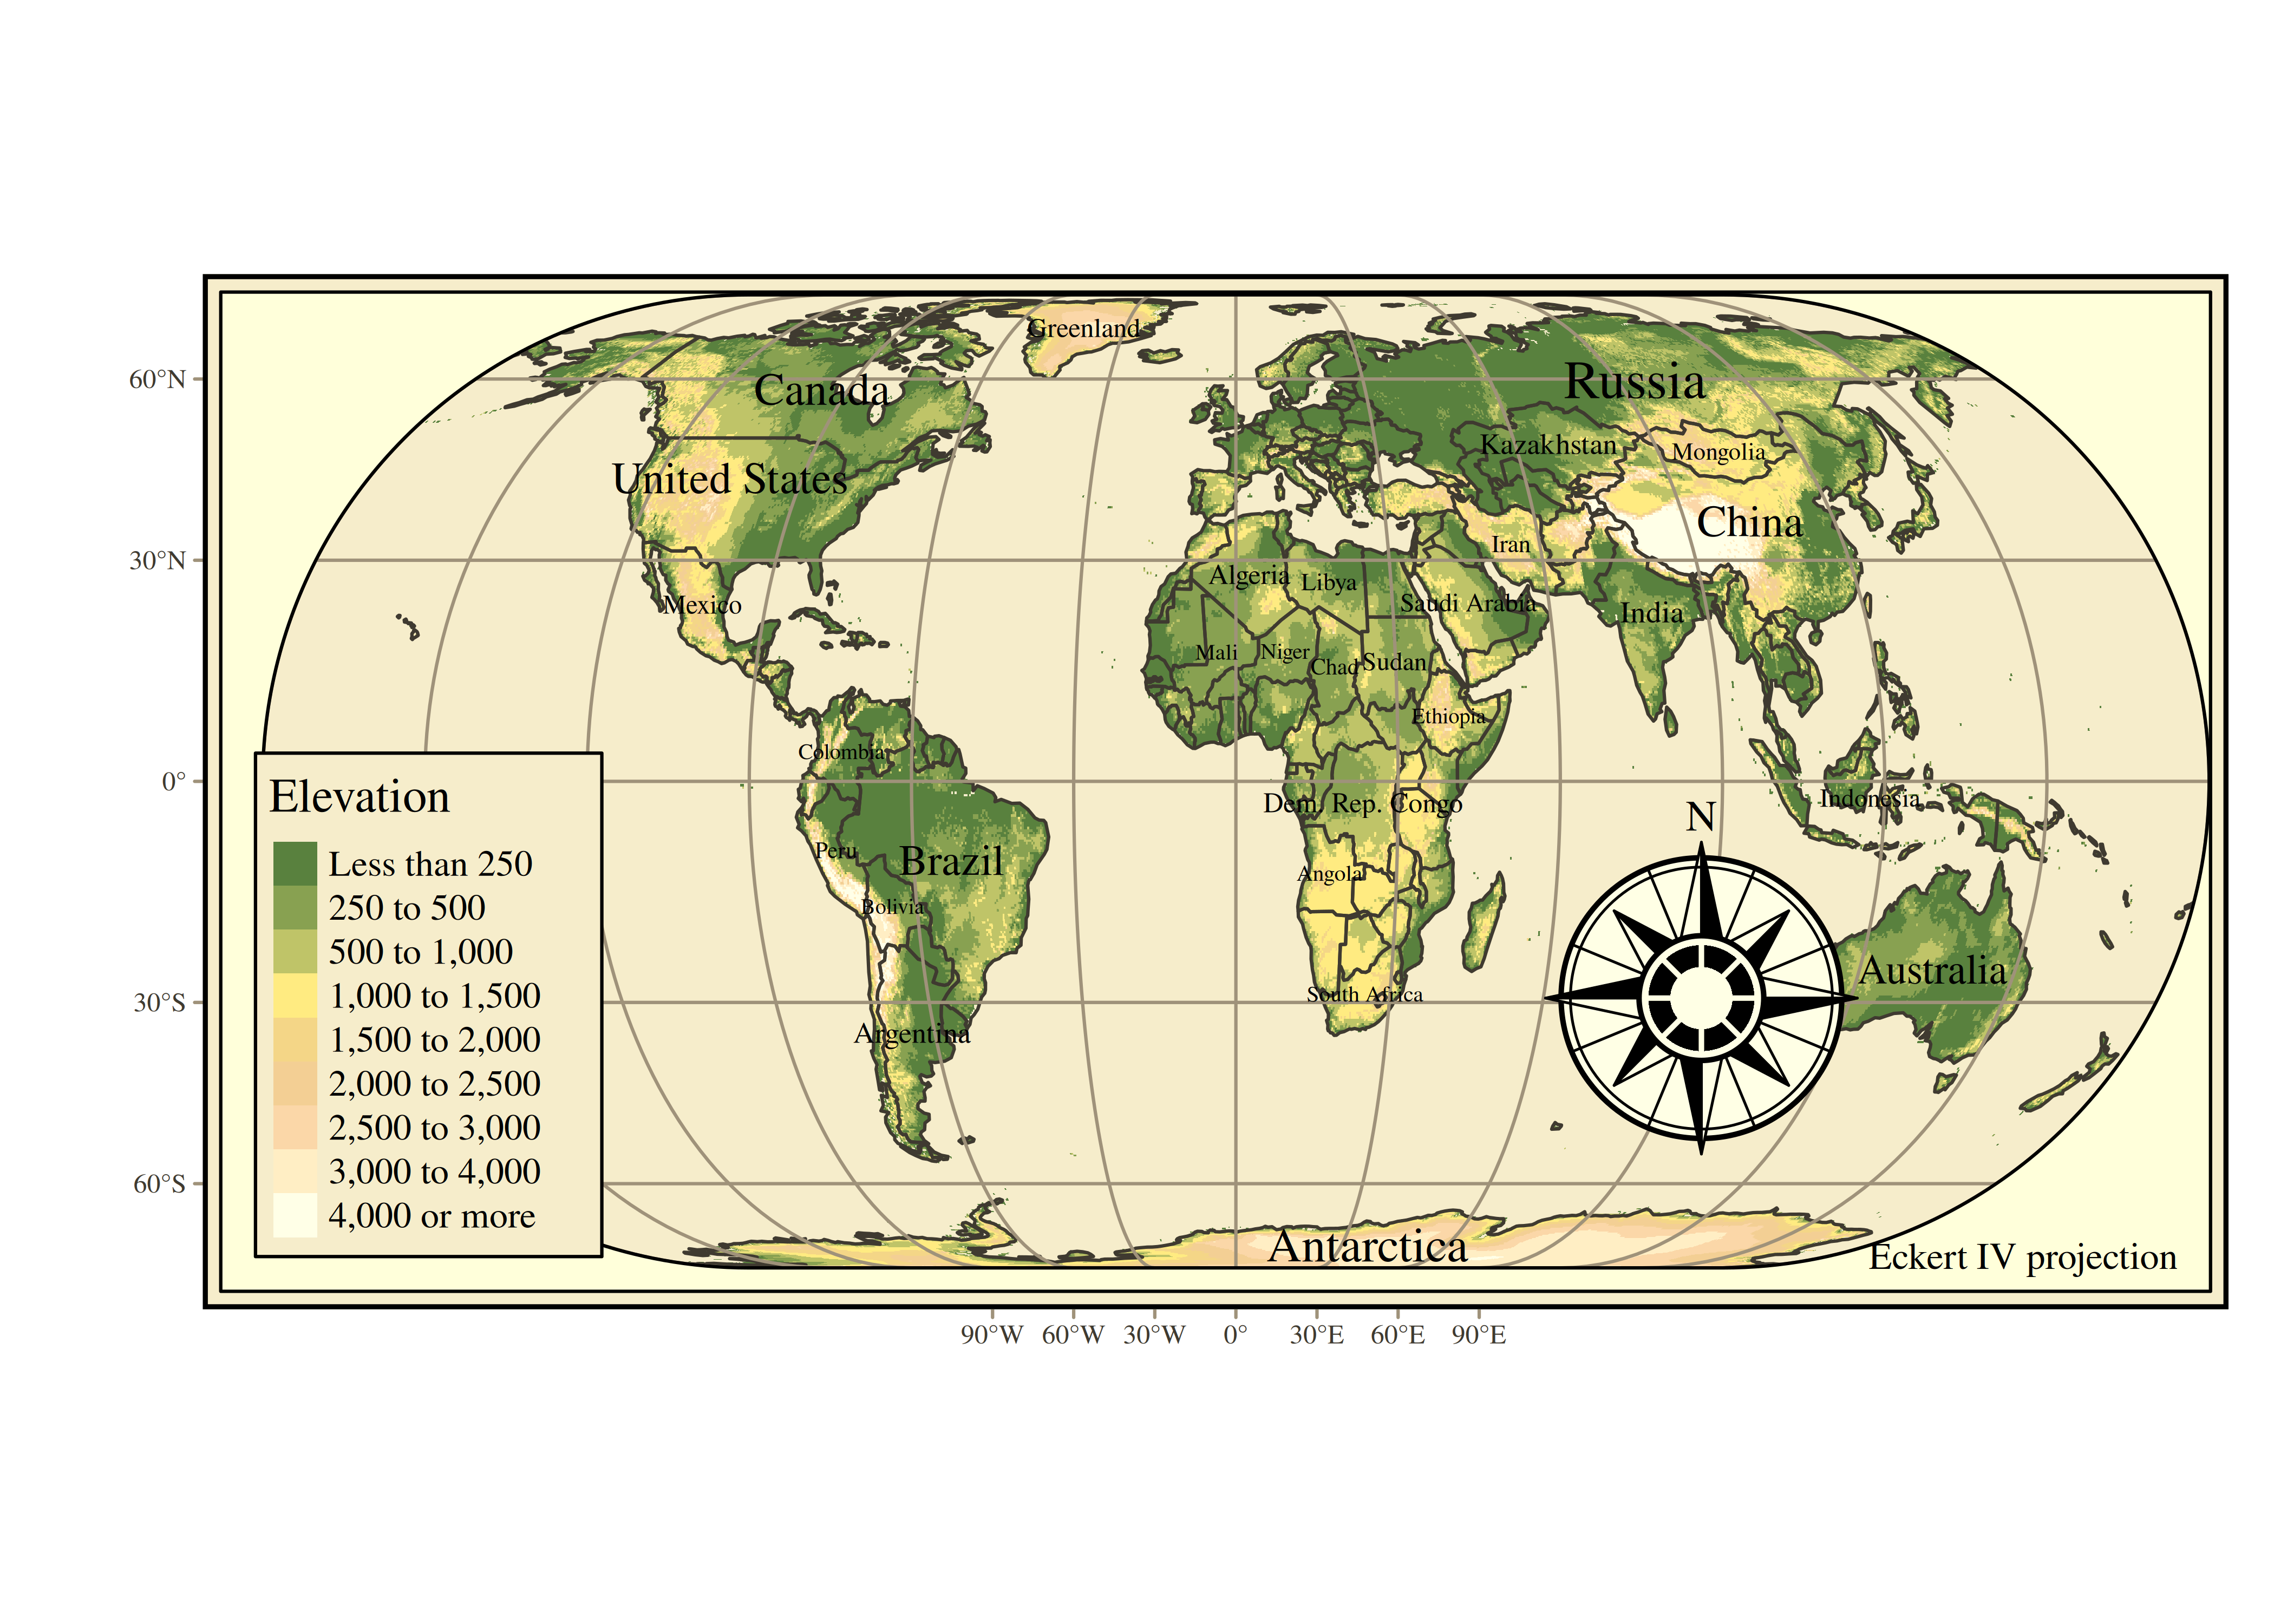 Greenland
Canada
Russia
60°N
Kazakhstan
Mongolia
United States
China
Iran
30°N
Algeria
Libya
Saudi Arabia
Mexico
India
Mali
Niger
Chad
Sudan
Ethiopia
Colombia
0°
Indonesia
Dem. Rep. Congo
N
Peru
Brazil
Angola
Bolivia
Australia
South Africa
30°S
Argentina
60°S
Antarctica
Elevation
Less than 250
250 to 500
500 to 1,000
1,000 to 1,500
1,500 to 2,000
2,000 to 2,500
2,500 to 3,000
3,000 to 4,000
4,000 or more
Eckert IV projection
90°W 60°W 30°W 0° 30°E 60°E 90°E